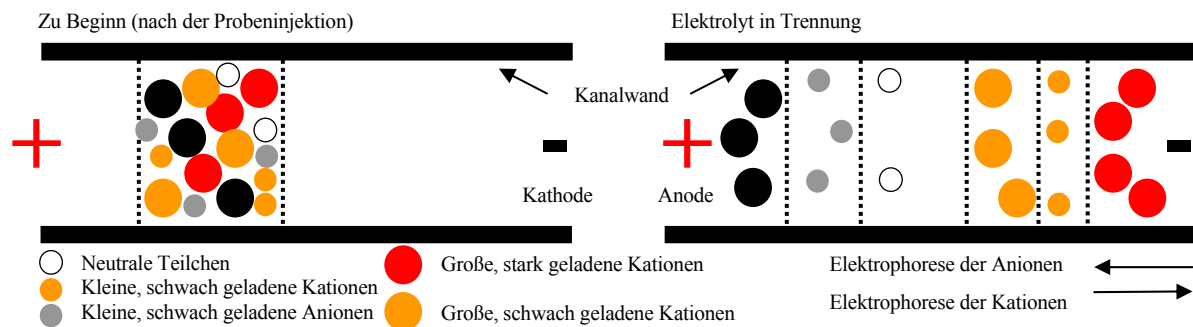 Zu Beginn (nach der Probeninjektion)
Elektrolyt in Trennung
Kanalwand
+
-
+
-
Kathode
Anode
Neutrale Teilchen
Kleine, schwach geladene Kationen
Kleine, schwach geladene Anionen
Große, stark geladene Kationen
Große, schwach geladene Kationen
Elektrophorese der Anionen
Elektrophorese der Kationen